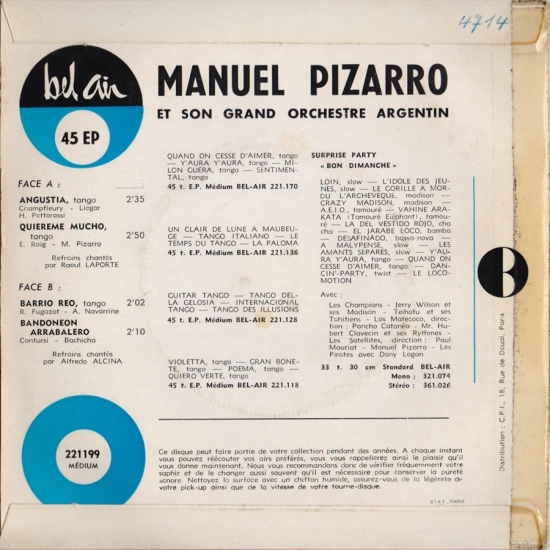 4714
bel air
45 EP
MANUEL PIZARRO
ET SON GRAND ORCHESTRE ARGENTIN
FACE A :
ANGUSTIA, tango 2'35
Champfleury - Liogar
H. Pettorossi
QUIEREME MUCHO,
tango 2'50
E. Roig - M. Pizarro
Refrains chantés
par Raoul LAPORTE
FACE B :
BARRIO REO, tango 2'02
R. Fugazot - A. Navarrine
BANDONEON
ARRABALERO 2'10
Contursi - Bachicha
Refrains chantés
par Alfredo ALCINA
221199
MÉDIUM
QUAND ON CESSE D'AIMER, tango
— Y'AURA Y'AURA, tango — MI-
LON GUERA, tango — SENTIMEN-
TAL, tango
45 t. E.P. Médium BEL-AIR 221.170
UN CLAIR DE LUNE A MAUBEU-
GE — TANGO ITALIANO — LE
TEMPS DU TANGO — LA PALOMA
45 t. E.P. Médium BEL-AIR 221.136
GUITAR TANGO — TANGO DEL-
LA GELOSIA — INTERNACIONAL
TANGO — TANGO DES ILLUSIONS
45 t. E.P. Médium BEL-AIR 221.128
VIOLETTA, tango — GRAN BONE-
TE, tango — POEMA, tango —
QUIERO VERTE, tango
45 t. E.P. Médium BEL-AIR 221.118
SURPRISE PARTY
« BON DIMANCHE »
LOIN, slow — L'IDOLE DES JEU-
NES, slow — LE GORILLE A MOR-
DU L'ARCHEVEQUE, madison —
CRAZY MADISON, madison —
A.E.I.O., tamouré — VAHINE ARA-
KATA (Tamouré Eléphant), tamou-
ré — LA DEL VESTIDO ROJO, cha
cha — EL JARABE LOCO, bamba
— DESAFINADO, bossa-nova —
A MALYPENSE, slow — LES
AMANTS SEPARÉS, slow — Y'AU-
RA Y'AURA, tango — QUAND ON
CESSE D'AIMER, tango — DAN-
CIN'-PARTY, twist — LE LOCO-
MOTION
Avec :
Les Champions - Jerry Wilson et
ses Madison - Teihotu et ses
Tahitiens - Los Matecoco, direc-
tion : Pancho Cataneo - Mr. Hu-
bert Clavecin et ses Rythmes -
Les Satellites, direction : Paul
Mauriat - Manuel Pizarro - Les
Pirates avec Dany Logan
33 t. 30 cm Standard BEL-AIR
Mono : 321.074
Stéréo : 361.026
Ce disque peut faire partie de votre collection pendant des années. A chaque instant
vous pouvez réécouter vos airs préférés, vous vous rappellerez ainsi le plaisir qu'il
vous donne maintenant. Nous vous recommandons donc de vérifier fréquemment votre
saphir et de le changer aussi souvent qu'il est nécessaire pour conserver la pureté
sonore. Nettoyez la surface avec un chiffon humide, assurez-vous de la légèreté de
votre pick-up ainsi que de la vitesse de votre tourne-disque.
B
Distribution : C.P.I., 18, Rue de Douai, Paris